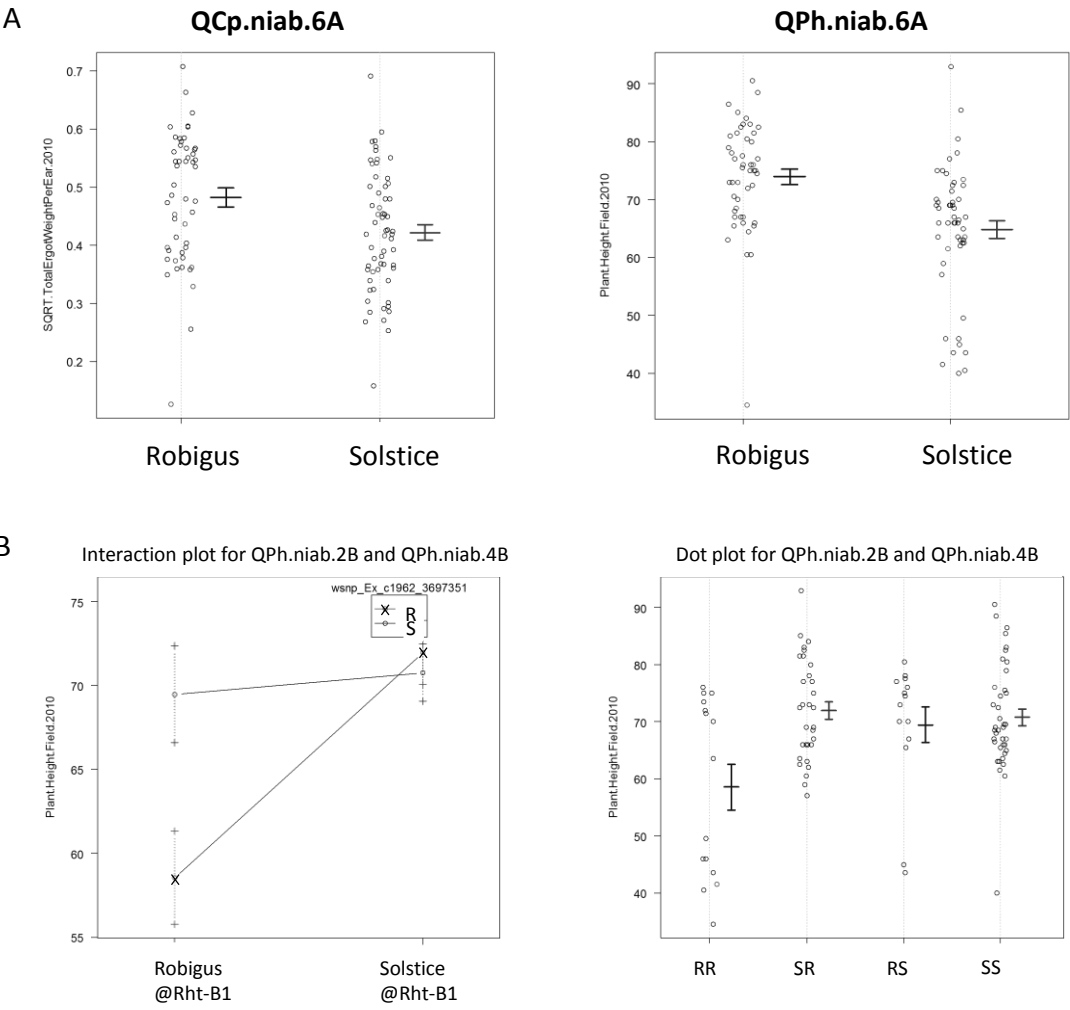 A
QCp.niab.6A
QPh.niab.6A
SQRT.TotalErgotWeightPerEar.2010
0.7
0.6
0.5
0.4
0.3
0.2
Robigus
Solstice
Plant.Height.Field.2010
90
80
70
60
50
40
Robigus
Solstice
B
Interaction plot for QPh.niab.2B and QPh.niab.4B
Dot plot for QPh.niab.2B and QPh.niab.4B
wsnp_Ex_c1962_3697351
R
S
Plant.Height.Field.2010
75
70
65
60
55
Robigus
@Rht-B1
Solstice
@Rht-B1
Plant.Height.Field.2010
90
80
70
60
50
40
RR
SR
RS
SS